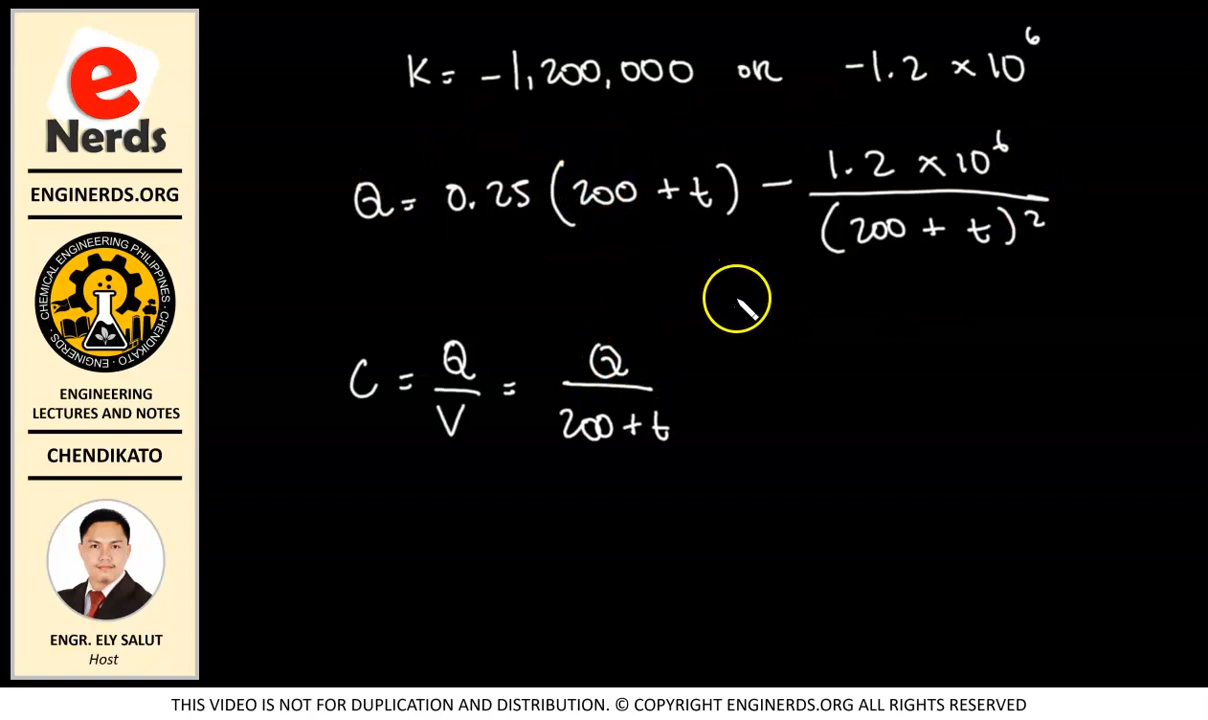 e
Nerds
ENGINERDS.ORG
CHEMICAL ENGINEERING PHILIPPINES
CHENDIKATO ENGINERDS
ENGINEERING
LECTURES AND NOTES
CHENDIKATO
ENGR. ELY SALUT
Host
K = -1,200,000 or -1.2 × 10^6
Q = 0.25 (200 + t) - 1.2 × 10^6 / (200 + t)^2
C = Q/V = Q / 200 + t
THIS VIDEO IS NOT FOR DUPLICATION AND DISTRIBUTION. © COPYRIGHT ENGINERDS.ORG ALL RIGHTS RESERVED